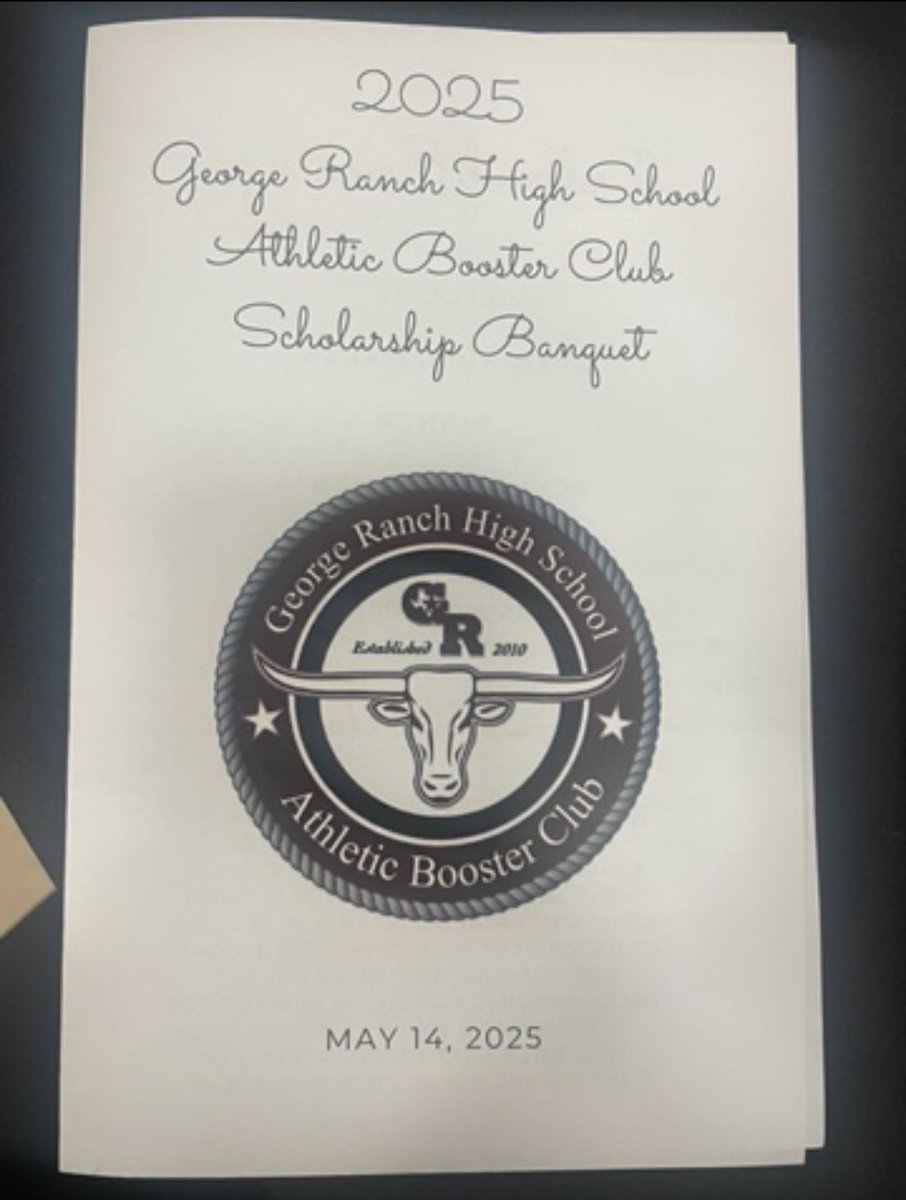 2025
George Ranch High School
Athletic Booster Club
Scholarship Banquet
George Ranch High School
GR
Established 2010
Athletic Booster Club
MAY 14, 2025